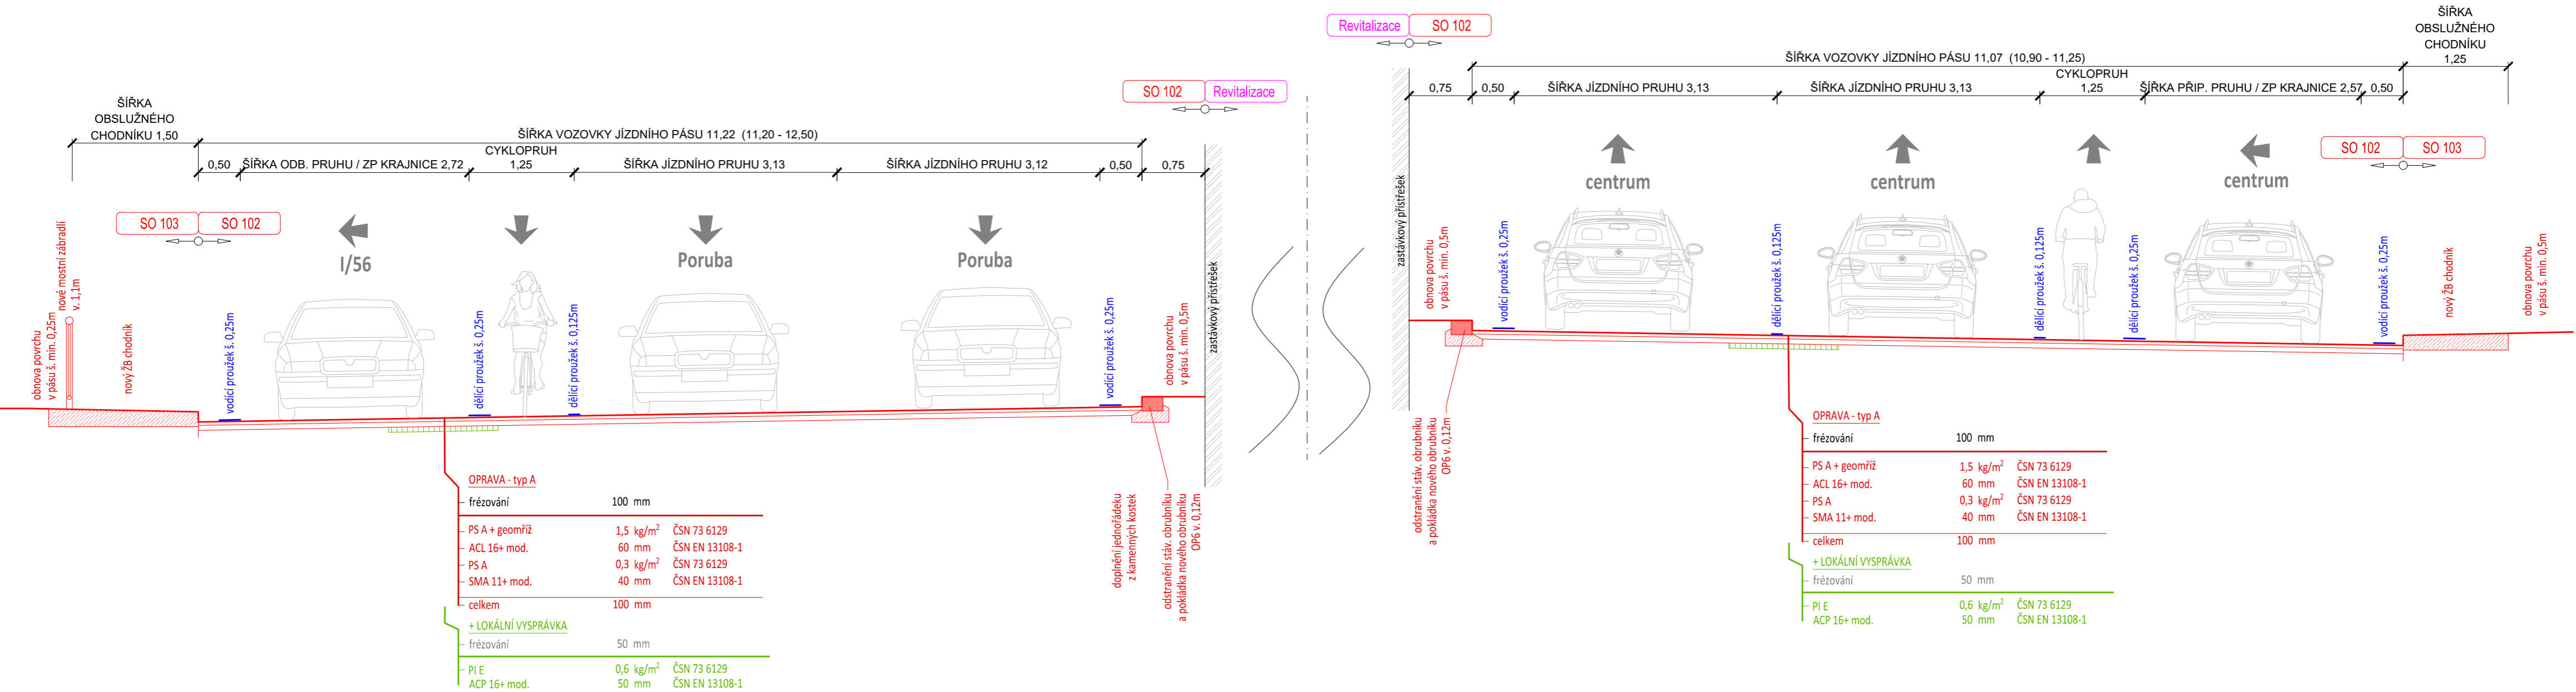 ŠÍŘKA
OBSLUŽNÉHO
CHODNÍKU 1,50
ŠÍŘKA VOZOVKY JÍZDNÍHO PÁSU 11,22 (11,20 - 12,50)
0,50
ŠÍŘKA ODB. PRUHU / ZP KRAJNICE 2,72
CYKLOPRUH
1,25
ŠÍŘKA JÍZDNÍHO PRUHU 3,13
ŠÍŘKA JÍZDNÍHO PRUHU 3,12
0,50
0,75
SO 102
Revitalizace
SO 103
SO 102
I/56
Poruba
Poruba
obnova povrchu
v pásu š. min. 0,25m
nové mostní zábradlí
v. 1,1m
nový ŽB chodník
vodící proužek š. 0,25m
dělící proužek š. 0,25m
dělící proužek š. 0,125m
vodící proužek š. 0,25m
obnova povrchu
v pásu š. min. 0,5m
zastávkový přístřešek
doplnění jednořádeku
z kamenných kostek
odstranění stáv. obrubníku
a pokládka nového obrubníku
OP6 v. 0,12m
OPRAVA - typ A
frézování 100 mm
PS A + geomříž 1,5 kg/m² ČSN 73 6129
ACL 16+ mod. 60 mm ČSN EN 13108-1
PS A 0,3 kg/m² ČSN 73 6129
SMA 11+ mod. 40 mm ČSN EN 13108-1
celkem 100 mm
+ LOKÁLNÍ VYSPRÁVKA
frézování 50 mm
PI E 0,6 kg/m² ČSN 73 6129
ACP 16+ mod. 50 mm ČSN EN 13108-1
Revitalizace
SO 102
ŠÍŘKA VOZOVKY JÍZDNÍHO PÁSU 11,07 (10,90 - 11,25)
ŠÍŘKA
OBSLUŽNÉHO
CHODNÍKU
1,25
0,75
0,50
ŠÍŘKA JÍZDNÍHO PRUHU 3,13
ŠÍŘKA JÍZDNÍHO PRUHU 3,13
CYKLOPRUH
1,25
ŠÍŘKA PŘIP. PRUHU / ZP KRAJNICE 2,57
0,50
SO 102
SO 103
centrum
centrum
centrum
zastávkový přístřešek
obnova povrchu
v pásu š. min. 0,5m
vodící proužek š. 0,25m
dělící proužek š. 0,125m
dělící proužek š. 0,125m
dělící proužek š. 0,25m
vodící proužek š. 0,25m
nový ŽB chodník
obnova povrchu
v pásu š. min. 0,5m
odstranění stáv. obrubníku
a pokládka nového obrubníku
OP6 v. 0,12m
OPRAVA - typ A
frézování 100 mm
PS A + geomříž 1,5 kg/m² ČSN 73 6129
ACL 16+ mod. 60 mm ČSN EN 13108-1
PS A 0,3 kg/m² ČSN 73 6129
SMA 11+ mod. 40 mm ČSN EN 13108-1
celkem 100 mm
+ LOKÁLNÍ VYSPRÁVKA
frézování 50 mm
PI E 0,6 kg/m² ČSN 73 6129
ACP 16+ mod. 50 mm ČSN EN 13108-1